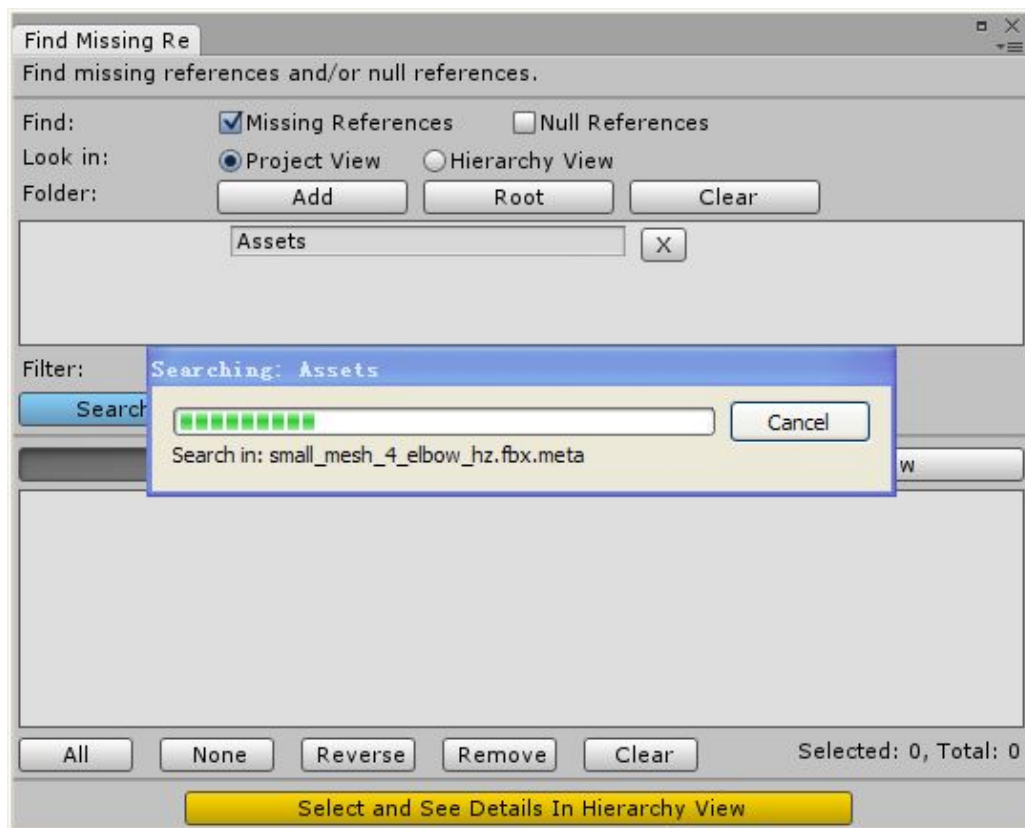 Find Missing Re
Find missing references and/or null references.
Find: Missing References Null References
Look in: Project View Hierarchy View
Folder: Add Root Clear
Assets X
Filter:
Searching: Assets
Search
Cancel
Search in: small_mesh_4_elbow_hz.fbx.meta
w
All None Reverse Remove Clear Selected: 0, Total: 0
Select and See Details In Hierarchy View